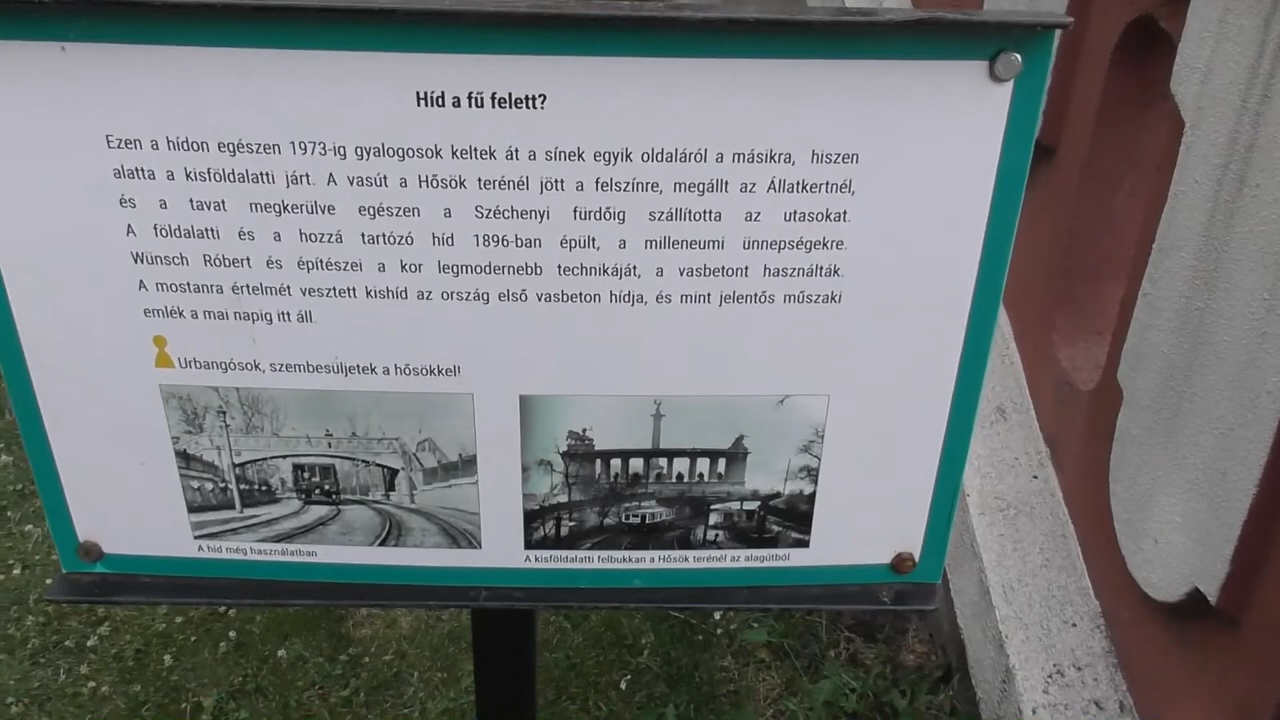 Híd a fű felett?
Ezen a hídon egészen 1973-ig gyalogosok keltek át a sínek egyik oldaláról a másikra, hiszen
alatta a kisföldalatti járt. A vasút a Hősök terénél jött a felszínre, megállt az Állatkertnél,
és a tavat megkerülve egészen a Széchenyi fürdőig szállította az utasokat.
A földalatti és a hozzá tartózó híd 1896-ban épült, a milleneumi ünnepségekre.
Wünsch Róbert és építészei a kor legmodernebb technikáját, a vasbetont használták.
A mostanra értelmét vesztett kishíd az ország első vasbeton hídja, és mint jelentős műszaki
emlék a mai napig itt áll.
Urbangósok, szembesüljetek a hősökkel!
A híd még használatban
A kisföldalatti felbukkan a Hősök terénél az alagútból